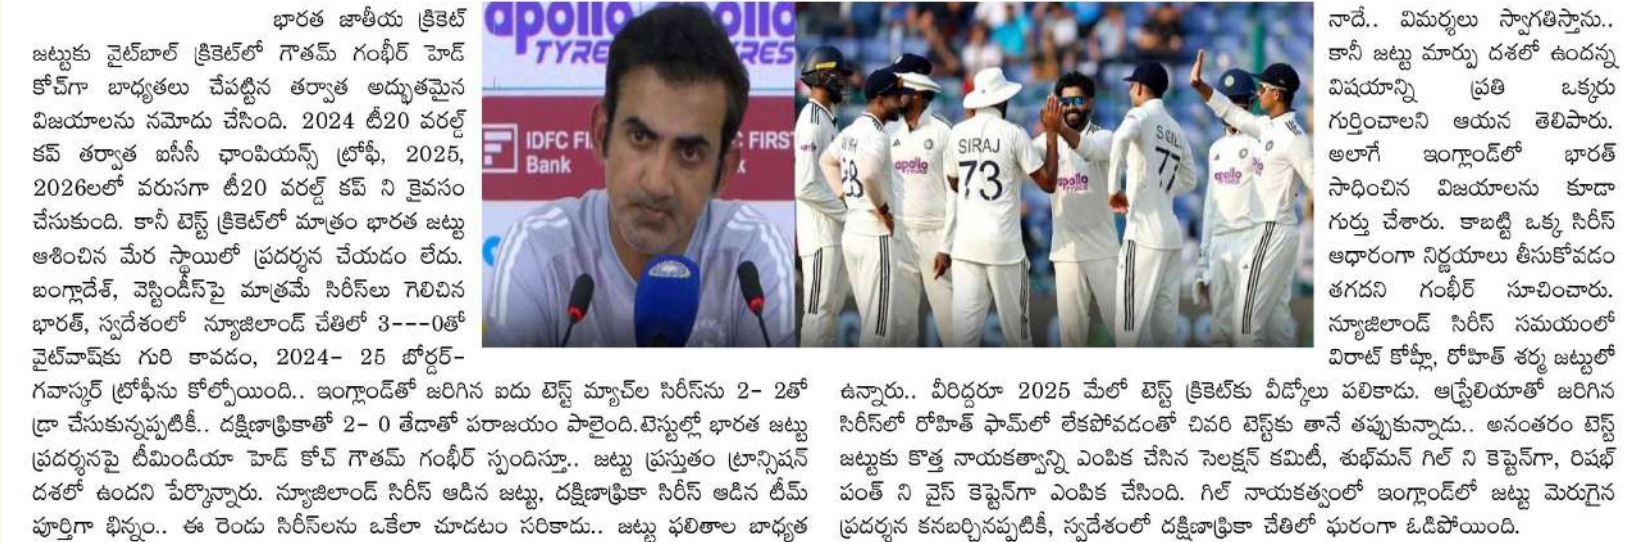 భారత జాతీయ క్రికెట్
జట్టుకు వైట్‌బాల్ క్రికెట్‌లో గౌతమ్ గంభీర్ హెడ్
కోచ్‌గా బాధ్యతలు చేపట్టిన తర్వాత అద్భుతమైన
విజయాలను నమోదు చేసింది. 2024 టీ20 వరల్డ్
కప్ తర్వాత ఐసీసీ ఛాంపియన్స్ ట్రోఫీ, 2025,
2026లలో వరుసగా టీ20 వరల్డ్ కప్ ని కైవసం
చేసుకుంది. కానీ టెస్ట్ క్రికెట్‌లో మాత్రం భారత జట్టు
ఆశించిన మేర స్థాయిలో ప్రదర్శన చేయడం లేదు.
బంగ్లాదేశ్, వెస్టిండీస్‌పై మాత్రమే సిరీస్‌లు గెలిచిన
భారత్, స్వదేశంలో న్యూజిలాండ్ చేతిలో 3---0తో
వైట్‌వాష్‌కు గురి కావడం, 2024- 25 బోర్డర్-
గవాస్కర్ ట్రోఫీను కోల్పోయింది.. ఇంగ్లాండ్‌తో జరిగిన ఐదు టెస్ట్ మ్యాచ్‌ల సిరీస్‌ను 2- 2తో
డ్రా చేసుకున్నప్పటికీ.. దక్షిణాఫ్రికాతో 2- 0 తేడాతో పరాజయం పాలైంది.టెస్టుల్లో భారత జట్టు
ప్రదర్శనపై టీమిండియా హెడ్ కోచ్ గౌతమ్ గంభీర్ స్పందిస్తూ.. జట్టు ప్రస్తుతం ట్రాన్సిషన్
దశలో ఉందని పేర్కొన్నారు. న్యూజిలాండ్ సిరీస్ ఆడిన జట్టు, దక్షిణాఫ్రికా సిరీస్ ఆడిన టీమ్
పూర్తిగా భిన్నం.. ఈ రెండు సిరీస్‌లను ఒకేలా చూడటం సరికాదు.. జట్టు ఫలితాల బాధ్యత
apollo
TYRES
IDFC FI
Bank
FIRST
apollo
SIRAJ
73
apollo
77
apollo
నాదే.. విమర్శలు స్వాగతిస్తాను..
కానీ జట్టు మార్పు దశలో ఉందన్న
విషయాన్ని ప్రతి ఒక్కరు
గుర్తించాలని ఆయన తెలిపారు.
అలాగే ఇంగ్లాండ్‌లో భారత్
సాధించిన విజయాలను కూడా
గుర్తు చేశారు. కాబట్టి ఒక్క సిరీస్
ఆధారంగా నిర్ణయాలు తీసుకోవడం
తగదని గంభీర్ సూచించారు.
న్యూజిలాండ్ సిరీస్ సమయంలో
విరాట్ కోహ్లీ, రోహిత్ శర్మ జట్టులో
ఉన్నారు.. వీరిద్దరూ 2025 మేలో టెస్ట్ క్రికెట్‌కు వీడ్కోలు పలికాడు. ఆస్ట్రేలియాతో జరిగిన
సిరీస్‌లో రోహిత్ ఫామ్‌లో లేకపోవడంతో చివరి టెస్ట్‌కు తానే తప్పుకున్నాడు.. అనంతరం టెస్ట్
జట్టుకు కొత్త నాయకత్వాన్ని ఎంపిక చేసిన సెలక్షన్ కమిటీ, శుభ్‌మన్ గిల్ ని కెప్టెన్‌గా, రిషభ్
పంత్ ని వైస్ కెప్టెన్‌గా ఎంపిక చేసింది. గిల్ నాయకత్వంలో ఇంగ్లాండ్‌లో జట్టు మెరుగైన
ప్రదర్శన కనబర్చినప్పటికీ, స్వదేశంలో దక్షిణాఫ్రికా చేతిలో ఘోరంగా ఓడిపోయింది.